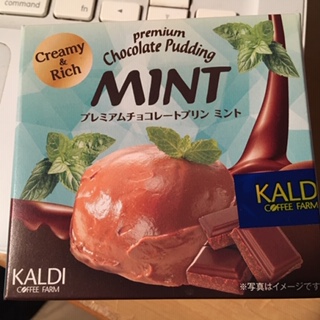 command
option
premium
Chocolate Pudding
Creamy
&
Rich
MINT
プレミアムチョコレートプリン ミント
KALDI
COFFEE FARM
KALDI
COFFEE FARM
※写真はイメージです